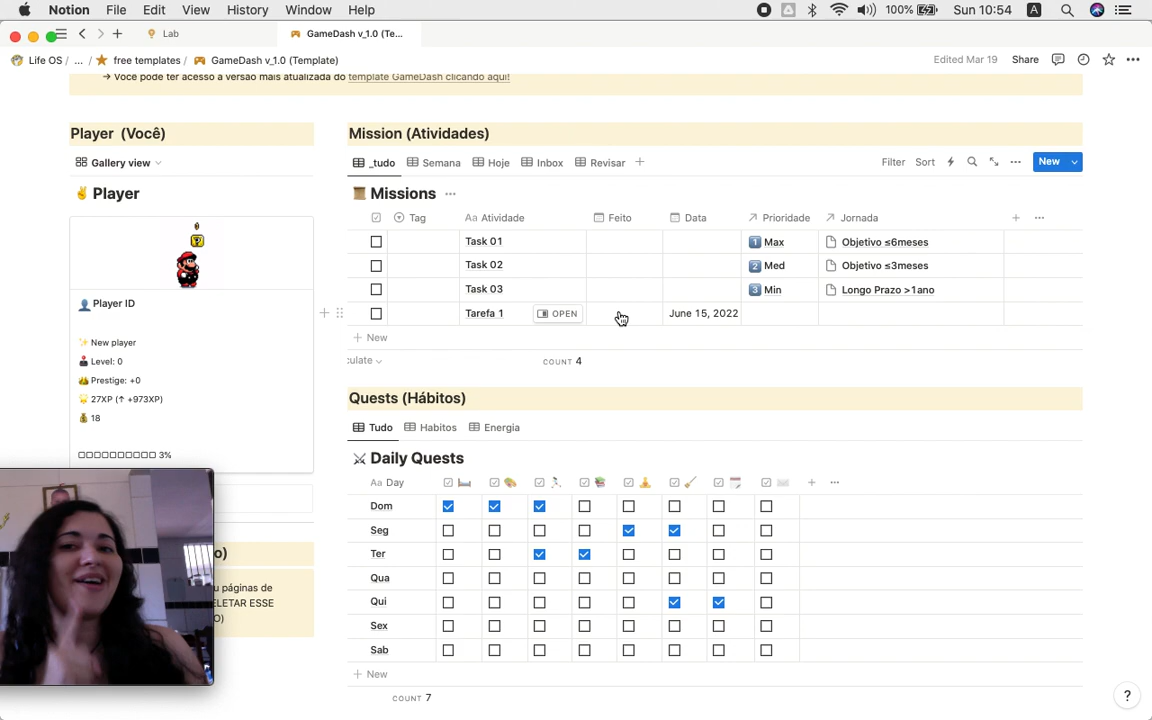 Notion File Edit View History Window Help 100% Sun 10:54 A
Lab GameDash v_1.0 (Te...
Life OS / ... / free templates / GameDash v_1.0 (Template) Edited Mar 19 Share
→ Você pode ter acesso a versão mais atualizada do template GameDash clicando aqui!
Player (Você)
Gallery view
Player
Player ID
New player
Level: 0
Prestige: +0
27XP (↑ +973XP)
18
3%
o)
u páginas de
ELETAR ESSE
O)
Mission (Atividades)
_tudo Semana Hoje Inbox Revisar Filter Sort New
Missions
Tag Aa Atividade Feito Data Prioridade Jornada
Task 01 1 Max Objetivo ≤6meses
Task 02 2 Med Objetivo ≤3meses
Task 03 3 Min Longo Prazo >1ano
Tarefa 1 OPEN June 15, 2022
+ New
culate COUNT 4
Quests (Hábitos)
Tudo Habitos Energia
Daily Quests
Aa Day
Dom
Seg
Ter
Qua
Qui
Sex
Sab
+ New
COUNT 7
?